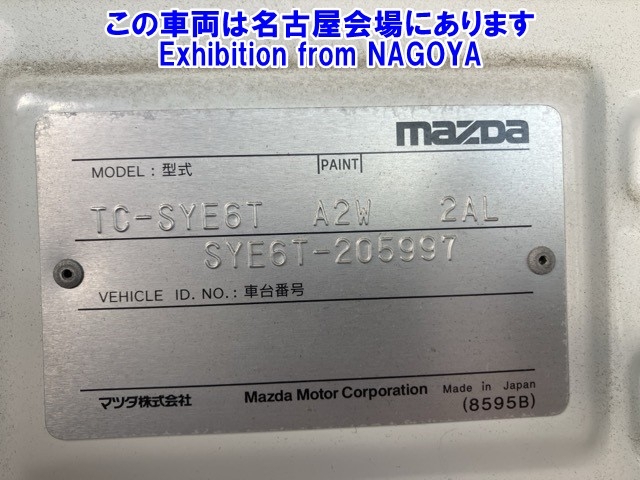 この車両は名古屋会場にあります
Exhibition from NAGOYA
mazda
MODEL : 型式 PAINT
TC-SYE6T A2W 2AL
SYE6T-205997
VEHICLE ID. NO. : 車台番号
マツダ株式会社 Mazda Motor Corporation Made in Japan
(8595B)